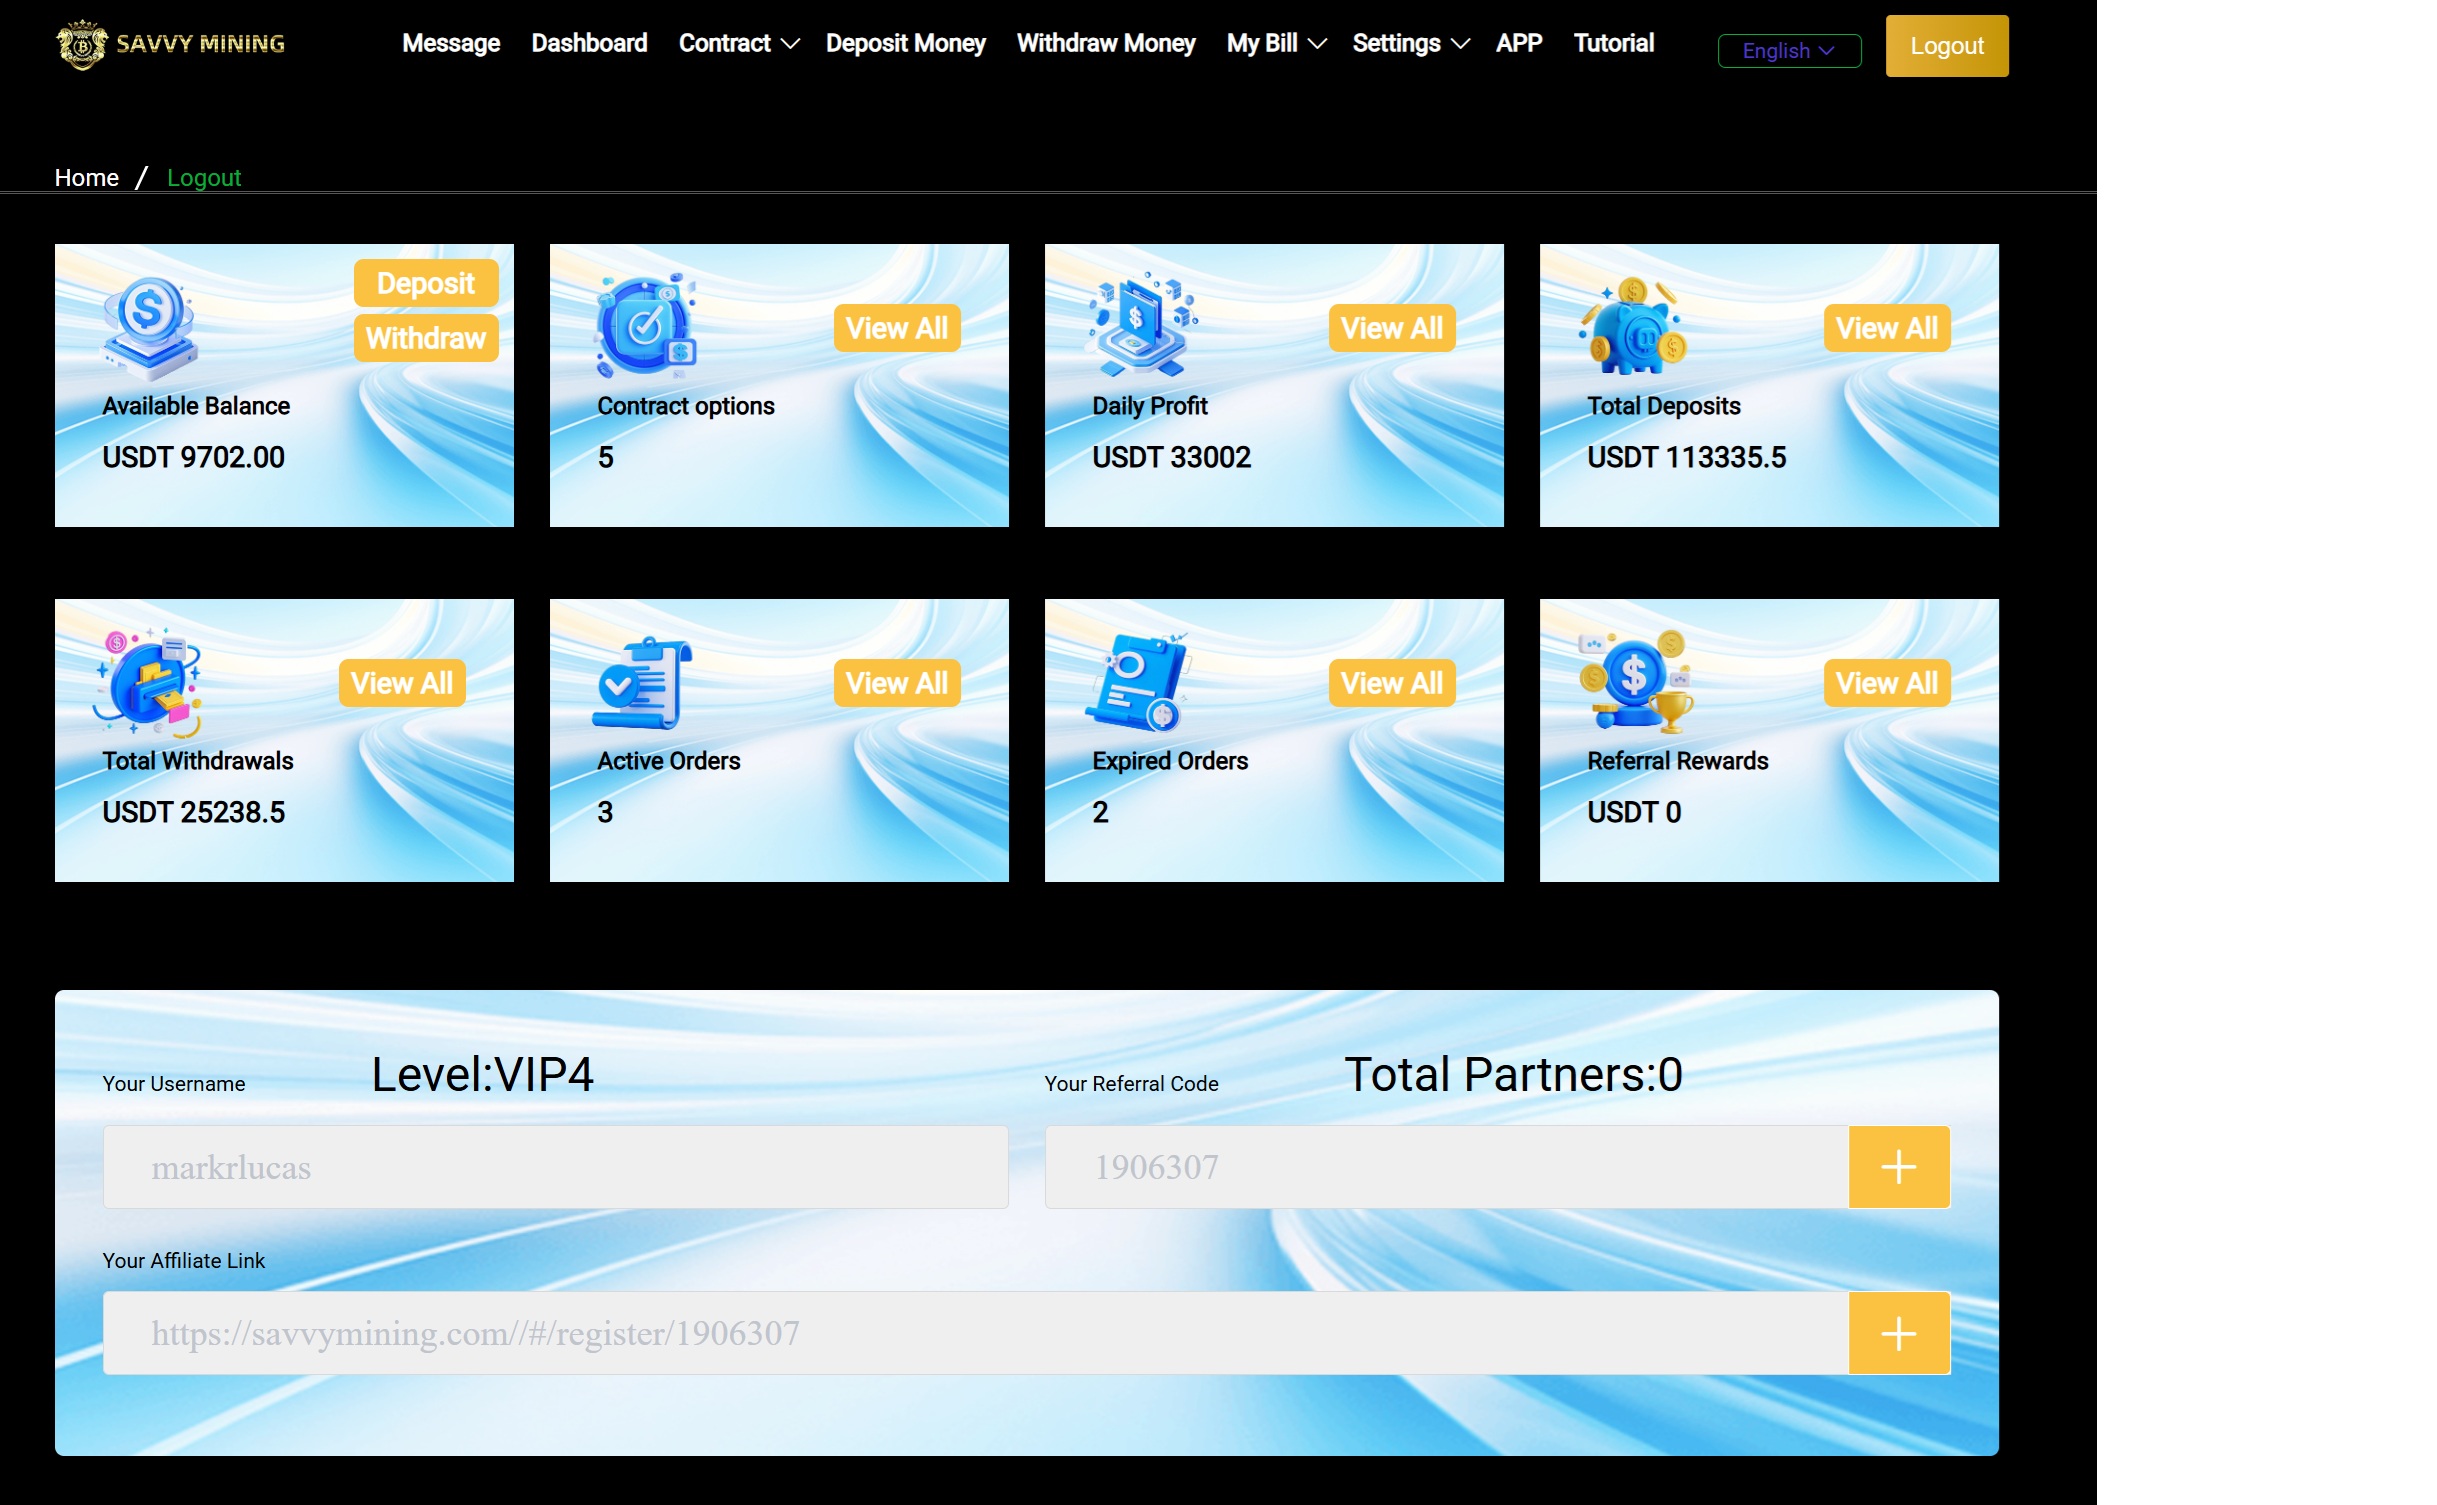 SAVVY MINING Message Dashboard Contract Deposit Money Withdraw Money My Bill Settings APP Tutorial English Logout
Home / Logout
Deposit
Withdraw
Available Balance
USDT 9702.00
View All
Contract options
5
View All
Daily Profit
USDT 33002
View All
Total Deposits
USDT 113335.5
View All
Total Withdrawals
USDT 25238.5
View All
Active Orders
3
View All
Expired Orders
2
View All
Referral Rewards
USDT 0
Your Username Level:VIP4
markrlucas
Your Referral Code Total Partners:0
1906307
Your Affiliate Link
https://savvymining.com//#/register/1906307